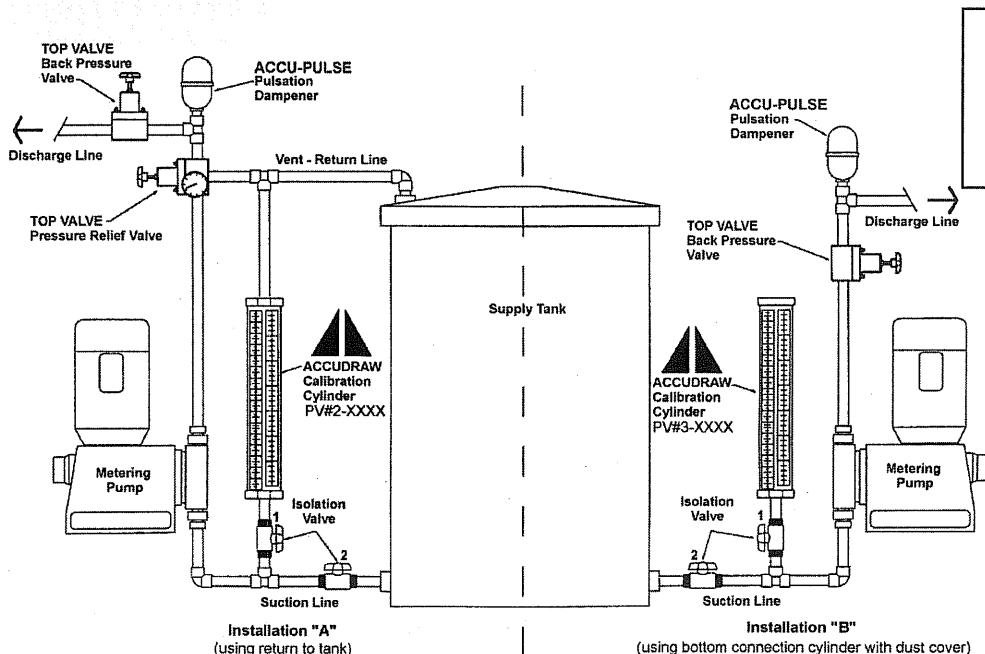 TOP VALVE
Back Pressure
Valve
ACCU-PULSE
Pulsation
Dampener
Discharge Line
Vent - Return Line
TOP VALVE
Pressure Relief Valve
ACCUDRAW
Calibration
Cylinder
PV#2-XXXX
Metering
Pump
Isolation
Valve
1
2
Suction Line
Installation "A"
(using return to tank)
Supply Tank
ACCU-PULSE
Pulsation
Dampener
Discharge Line
TOP VALVE
Back Pressure
Valve
ACCUDRAW
Calibration
Cylinder
PV#3-XXXX
Metering
Pump
Isolation
Valve
1
2
Suction Line
Installation "B"
(using bottom connection cylinder with dust cover)